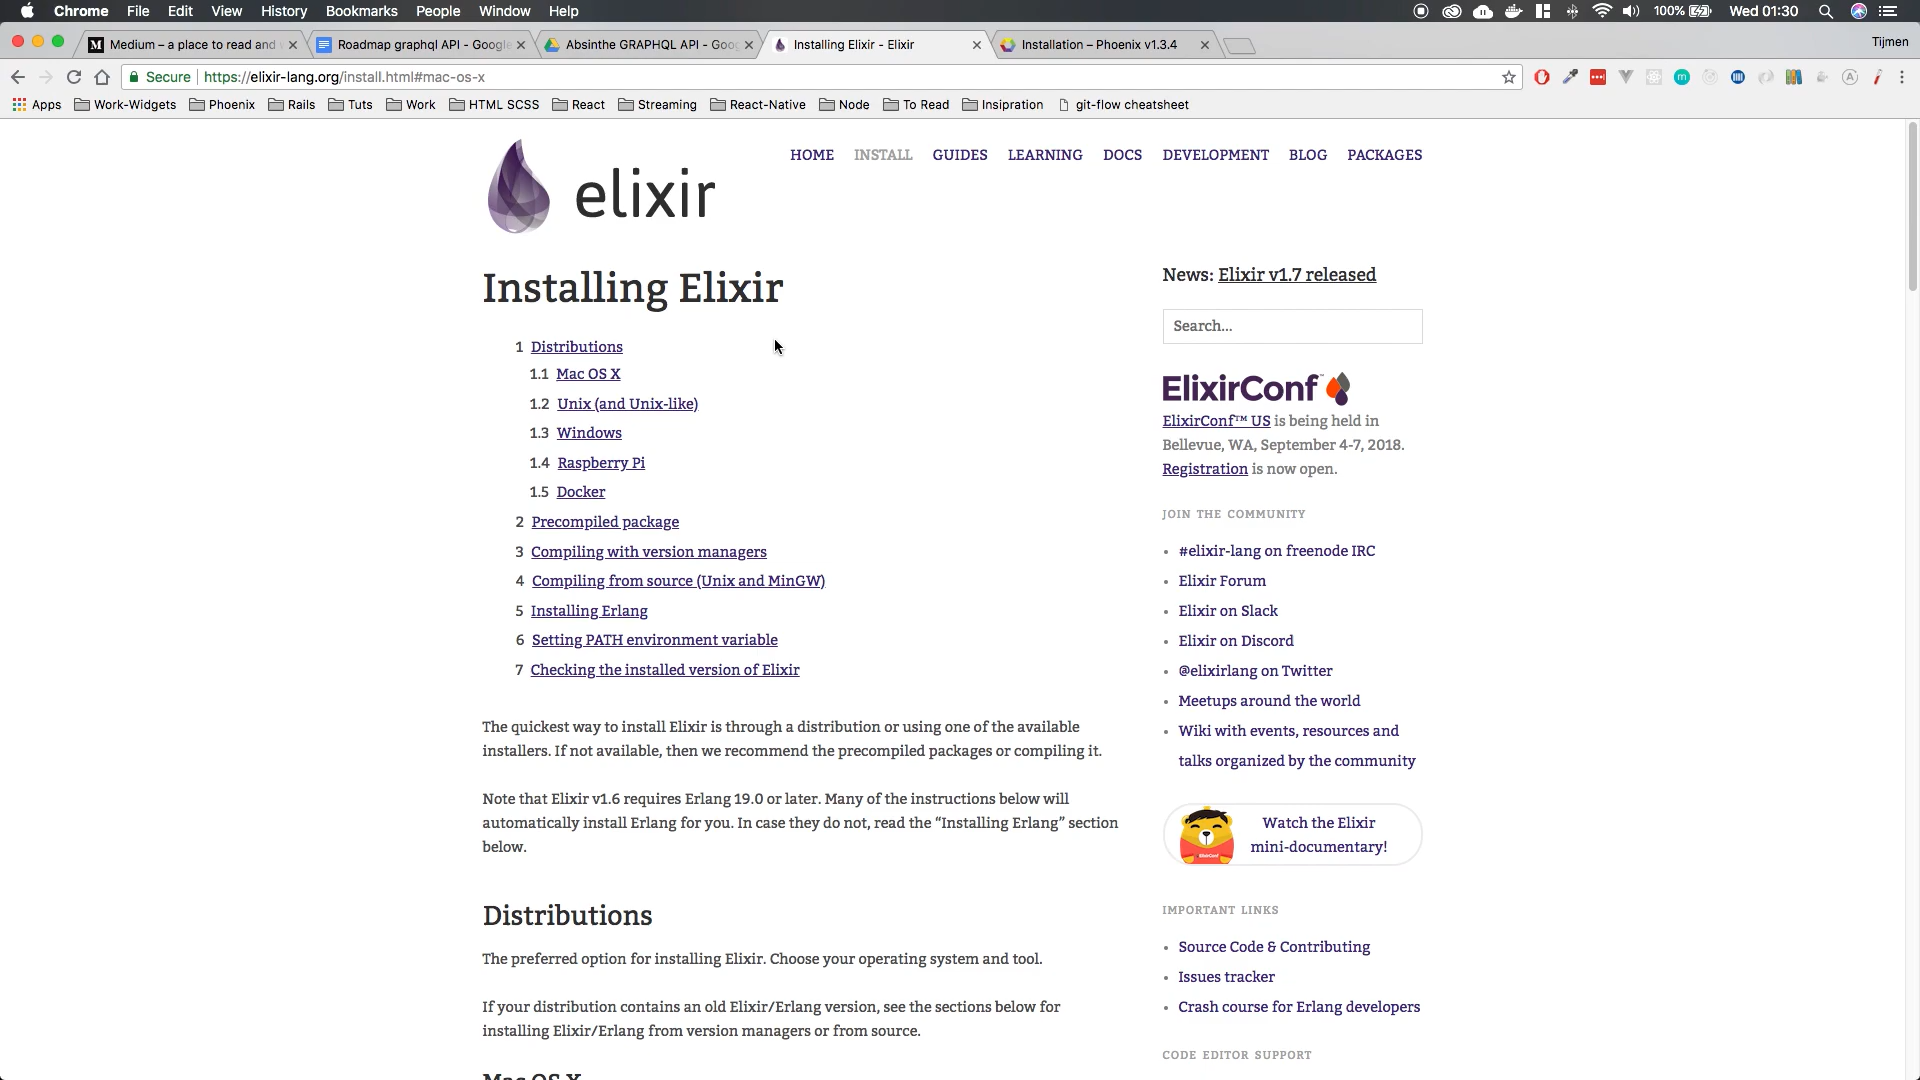 Chrome File Edit View History Bookmarks People Window Help 100% Wed 01:30
Medium – a place to read and
Roadmap graphql API - Google
Absinthe GRAPHQL API - Goo
Installing Elixir - Elixir
Installation – Phoenix v1.3.4
Tijmen
Secure https://elixir-lang.org/install.html#mac-os-x
Apps Work-Widgets Phoenix Rails Tuts Work HTML SCSS React Streaming React-Native Node To Read Insipration git-flow cheatsheet
elixir
HOME INSTALL GUIDES LEARNING DOCS DEVELOPMENT BLOG PACKAGES
Installing Elixir
1 Distributions
1.1 Mac OS X
1.2 Unix (and Unix-like)
1.3 Windows
1.4 Raspberry Pi
1.5 Docker
2 Precompiled package
3 Compiling with version managers
4 Compiling from source (Unix and MinGW)
5 Installing Erlang
6 Setting PATH environment variable
7 Checking the installed version of Elixir
The quickest way to install Elixir is through a distribution or using one of the available
installers. If not available, then we recommend the precompiled packages or compiling it.
Note that Elixir v1.6 requires Erlang 19.0 or later. Many of the instructions below will
automatically install Erlang for you. In case they do not, read the “Installing Erlang” section
below.
Distributions
The preferred option for installing Elixir. Choose your operating system and tool.
If your distribution contains an old Elixir/Erlang version, see the sections below for
installing Elixir/Erlang from version managers or from source.
Mac OS X
News: Elixir v1.7 released
Search...
ElixirConf™
ElixirConf™ US is being held in
Bellevue, WA, September 4-7, 2018.
Registration is now open.
JOIN THE COMMUNITY
• #elixir-lang on freenode IRC
• Elixir Forum
• Elixir on Slack
• Elixir on Discord
• @elixirlang on Twitter
• Meetups around the world
• Wiki with events, resources and
talks organized by the community
Watch the Elixir
mini-documentary!
IMPORTANT LINKS
• Source Code & Contributing
• Issues tracker
• Crash course for Erlang developers
CODE EDITOR SUPPORT